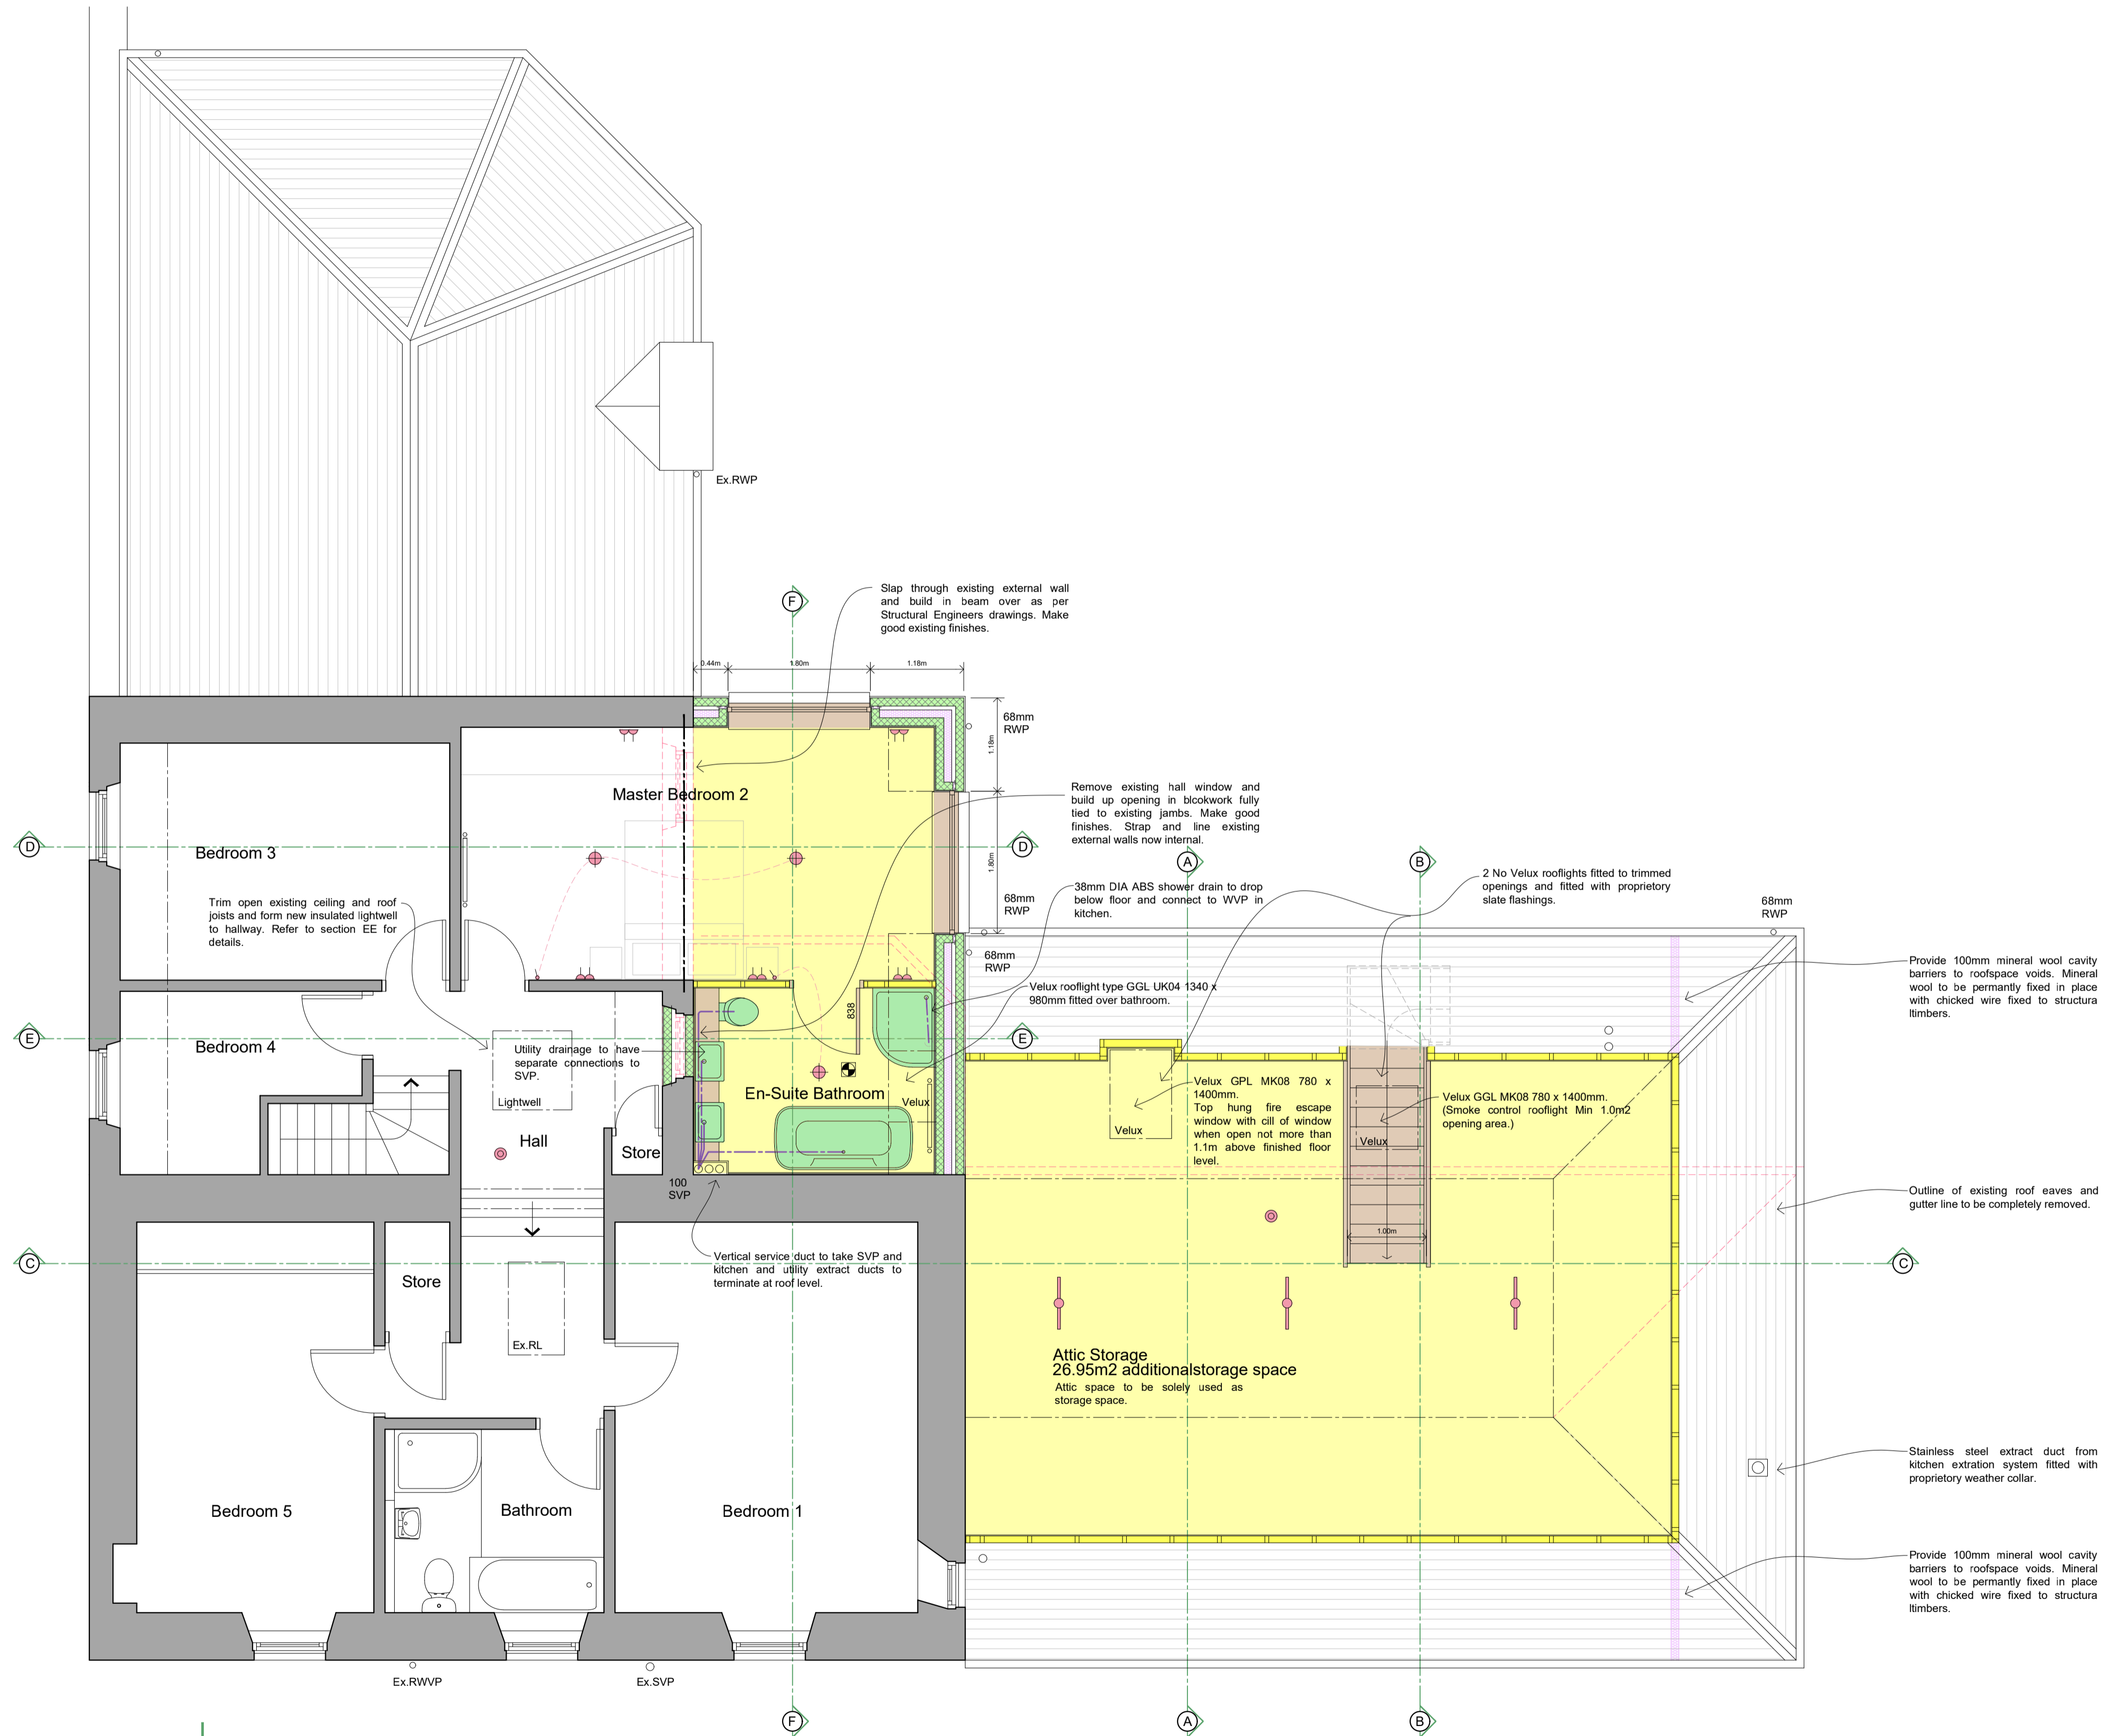 Ex.RWP
F
Slap through existing external wall
and build in beam over as per
Structural Engineers drawings. Make
good existing finishes.
0.44m
1.80m
1.18m
68mm
RWP
1.18m
Master Bedroom 2
Remove existing hall window and
build up opening in blcokwork fully
tied to existing jambs. Make good
finishes. Strap and line existing
external walls now internal.
D
Bedroom 3
D
A
B
1.80m
2 No Velux rooflights fitted to trimmed
openings and fitted with proprietory
slate flashings.
38mm DIA ABS shower drain to drop
below floor and connect to WVP in
kitchen.
68mm
RWP
68mm
RWP
Trim open existing ceiling and roof
joists and form new insulated lightwell
to hallway. Refer to section EE for
details.
68mm
RWP
Provide 100mm mineral wool cavity
barriers to roofspace voids. Mineral
wool to be permantly fixed in place
with chicked wire fixed to structura
ltimbers.
Velux rooflight type GGL UK04 1340 x
980mm fitted over bathroom.
838
E
Bedroom 4
E
Utility drainage to have
separate connections to
SVP.
Lightwell
En-Suite Bathroom
Velux
Velux GPL MK08 780 x
1400mm.
Top hung fire escape
window with cill of window
when open not more than
1.1m above finished floor
level.
Velux
Velux GGL MK08 780 x 1400mm.
(Smoke control rooflight Min 1.0m2
opening area.)
Velux
Hall
Store
100
SVP
Outline of existing roof eaves and
gutter line to be completely removed.
1.00m
Vertical service duct to take SVP and
kitchen and utility extract ducts to
terminate at roof level.
C
Store
C
Ex.RL
Attic Storage
26.95m2 additionalstorage space
Attic space to be solely used as
storage space.
Stainless steel extract duct from
kitchen extration system fitted with
proprietory weather collar.
Bedroom 5
Bathroom
Bedroom 1
Provide 100mm mineral wool cavity
barriers to roofspace voids. Mineral
wool to be permantly fixed in place
with chicked wire fixed to structura
ltimbers.
Ex.RWVP
Ex.SVP
F
A
B